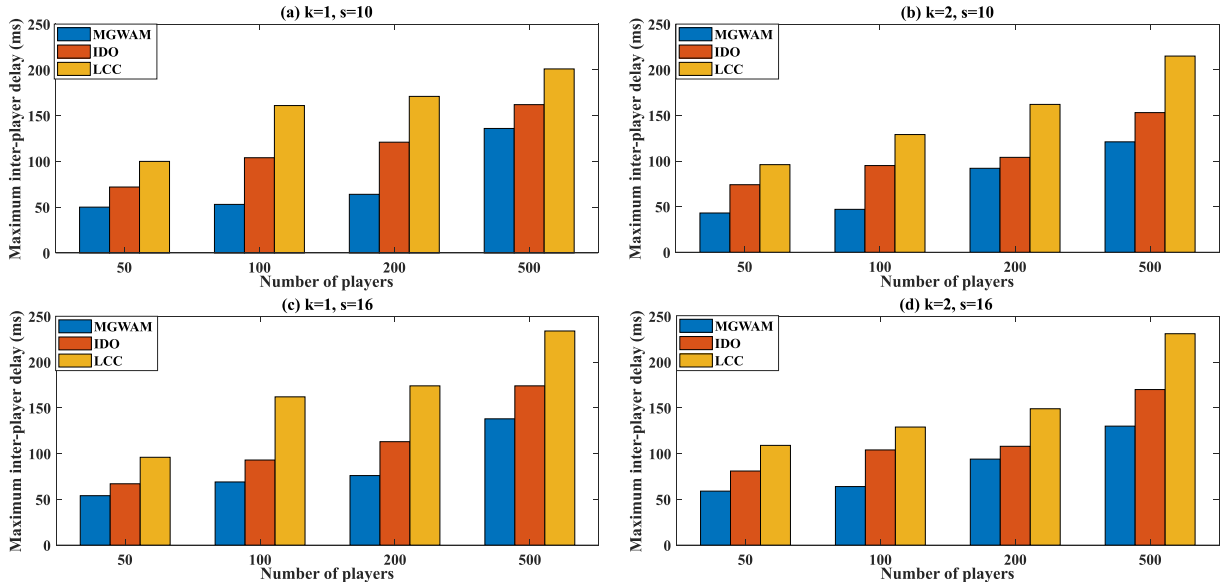 (a) k=1, s=10
Maximum inter-player delay (ms)
250
200
150
100
50
0
MGWAM
IDO
LCC
50 100 200 500
Number of players
(b) k=2, s=10
Maximum inter-player delay (ms)
250
200
150
100
50
0
MGWAM
IDO
LCC
50 100 200 500
Number of players
(c) k=1, s=16
Maximum inter-player delay (ms)
250
200
150
100
50
0
MGWAM
IDO
LCC
50 100 200 500
Number of players
(d) k=2, s=16
Maximum inter-player delay (ms)
250
200
150
100
50
0
MGWAM
IDO
LCC
50 100 200 500
Number of players